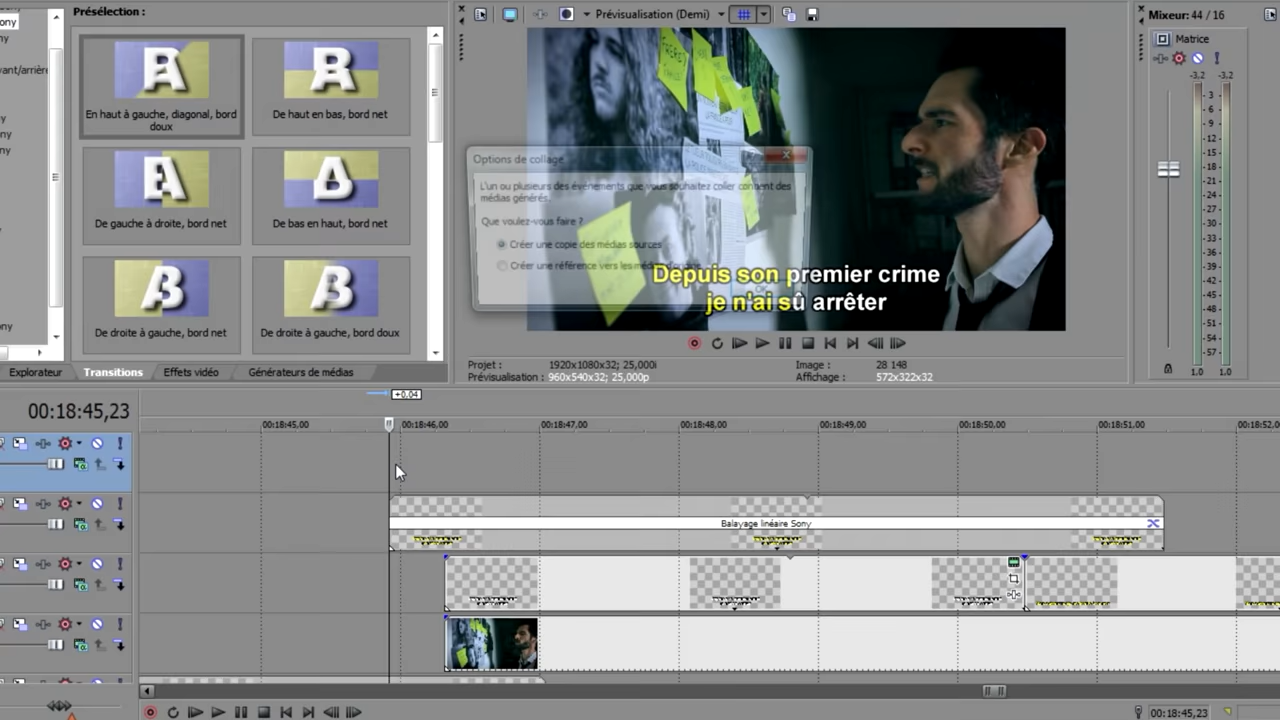 Présélection :
En haut à gauche, diagonal, bord
doux
De haut en bas, bord net
De gauche à droite, bord net
De bas en haut, bord net
De droite à gauche, bord net
De droite à gauche, bord doux
ony
ony
Explorateur
Transitions
Effets vidéo
Générateurs de médias
Prévisualisation (Demi)
Options de collage
L'un ou plusieurs des événements que vous souhaitez coller contient des
médias générés.
Que voulez-vous faire ?
Créer une copie des médias sources
Créer une référence vers les
Depuis son premier crime
je n'ai sû arrêter
Projet : 1920x1080x32; 25,000i
Image : 28 148
Prévisualisation : 960x540x32; 25,000p
Affichage : 572x322x32
Mixeur: 44 / 16
Matrice
-3.2 -3.2
3
6
9
12
15
18
21
24
27
30
33
36
39
42
45
48
51
54
57
1.0 1.0
+0.04
00:18:45,23
00:18:45,00
00:18:46,00
00:18:47,00
00:18:48,00
00:18:49,00
00:18:50,00
00:18:51,00
00:18:52,0
Balayage linéaire Sony
00:18:45,23